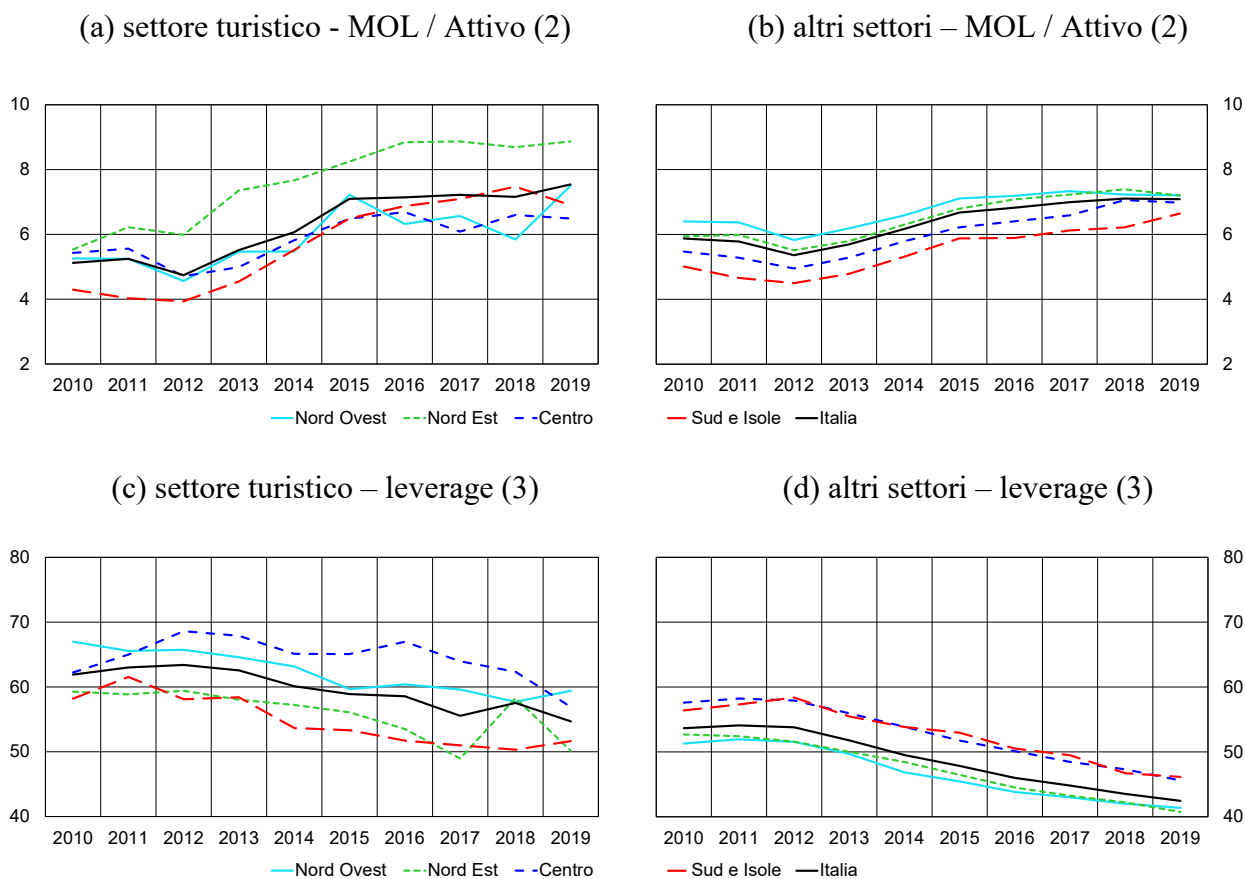 (a) settore turistico - MOL / Attivo (2)
(b) altri settori – MOL / Attivo (2)
10
8
6
4
2
2010 2011 2012 2013 2014 2015 2016 2017 2018 2019
10
8
6
4
2
2010 2011 2012 2013 2014 2015 2016 2017 2018 2019
Nord Ovest Nord Est Centro Sud e Isole Italia
(c) settore turistico – leverage (3)
(d) altri settori – leverage (3)
80
70
60
50
40
2010 2011 2012 2013 2014 2015 2016 2017 2018 2019
80
70
60
50
40
2010 2011 2012 2013 2014 2015 2016 2017 2018 2019
Nord Ovest Nord Est Centro Sud e Isole Italia